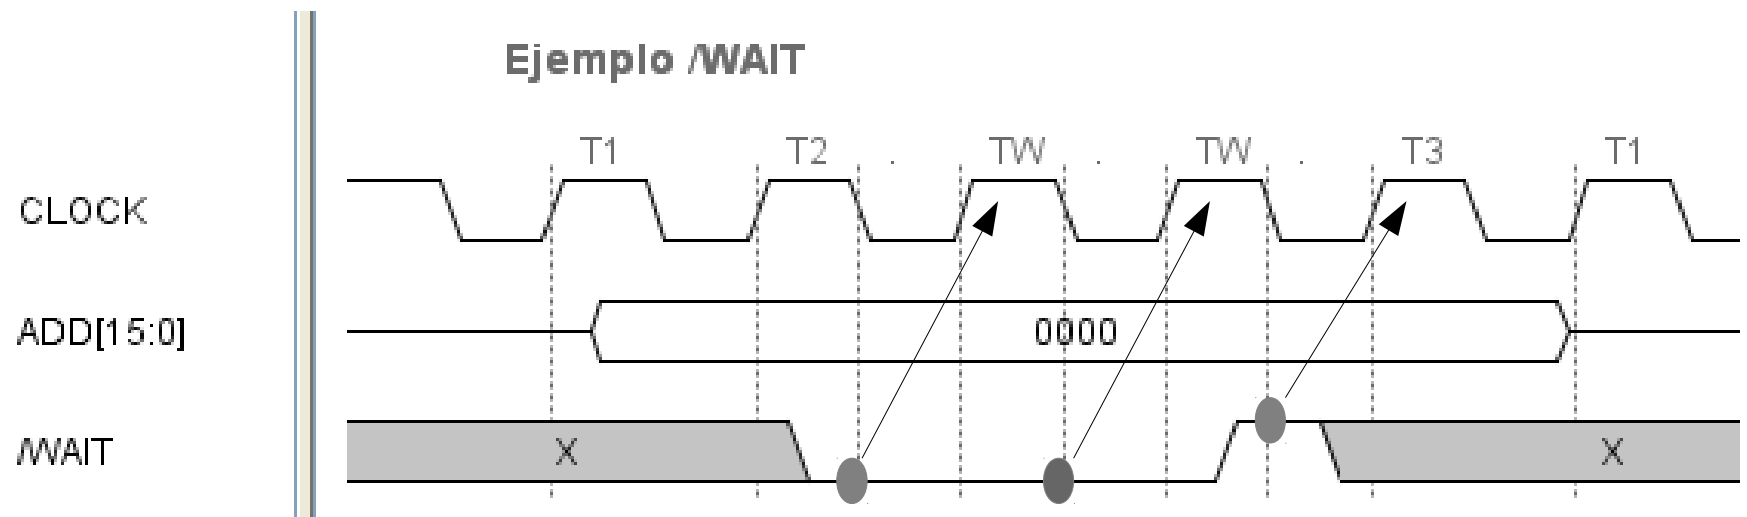 Ejemplo /WAIT
T1 T2 . TW . TW . T3 T1
CLOCK
ADD[15:0] 0000
/WAIT X X